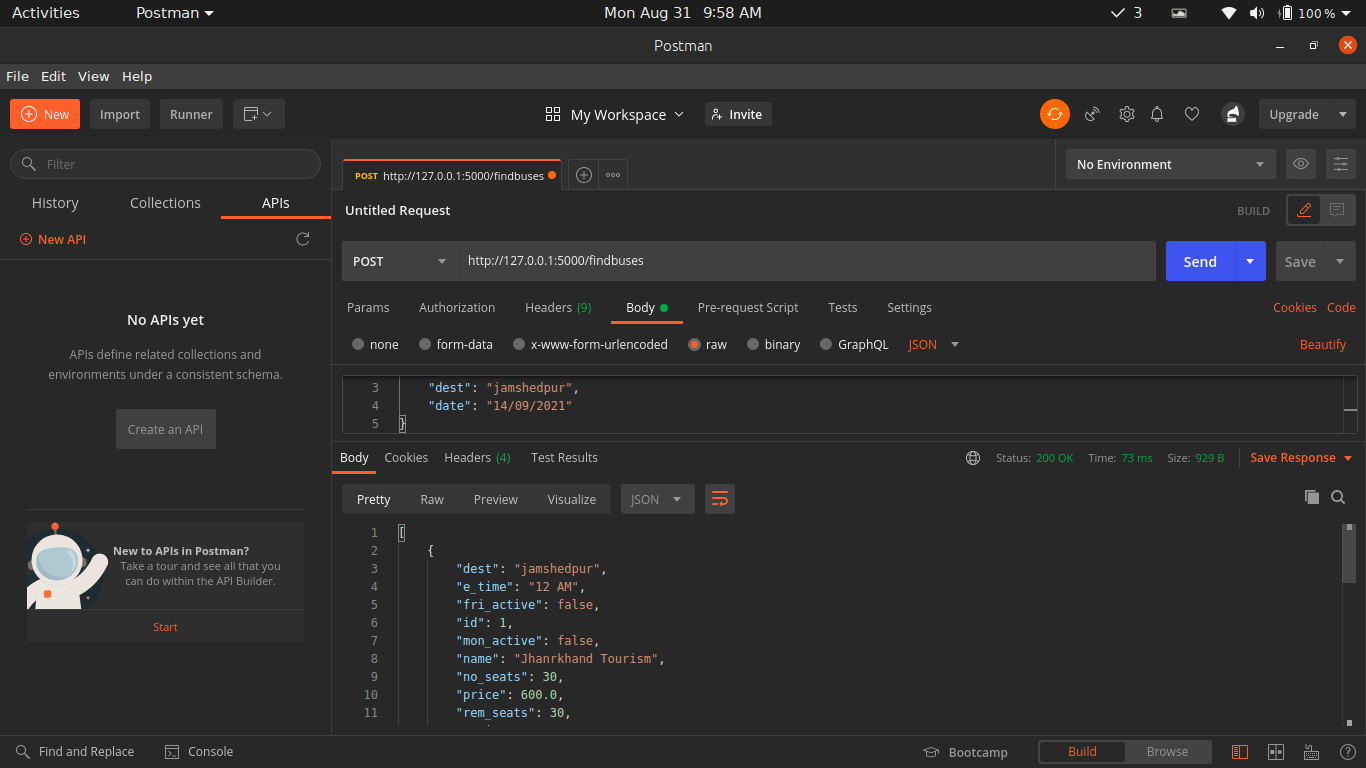 Activities Postman Mon Aug 31 9:58 AM 3 100 %
Postman
File Edit View Help
New Import Runner My Workspace Invite Upgrade
Filter
History Collections APIs
New API
No APIs yet
APIs define related collections and
environments under a consistent schema.
Create an API
New to APIs in Postman?
Take a tour and see all that you
can do within the API Builder.
Start
POST http://127.0.0.1:5000/findbuses
No Environment
Untitled Request BUILD
POST http://127.0.0.1:5000/findbuses Send Save
Params Authorization Headers (9) Body Pre-request Script Tests Settings Cookies Code
none form-data x-www-form-urlencoded raw binary GraphQL JSON Beautify
3 "dest": "jamshedpur",
4 "date": "14/09/2021"
5 }
Body Cookies Headers (4) Test Results Status: 200 OK Time: 73 ms Size: 929 B Save Response
Pretty Raw Preview Visualize JSON
1 [
2 {
3 "dest": "jamshedpur",
4 "e_time": "12 AM",
5 "fri_active": false,
6 "id": 1,
7 "mon_active": false,
8 "name": "Jhanrkhand Tourism",
9 "no_seats": 30,
10 "price": 600.0,
11 "rem_seats": 30,
Find and Replace Console Bootcamp Build Browse